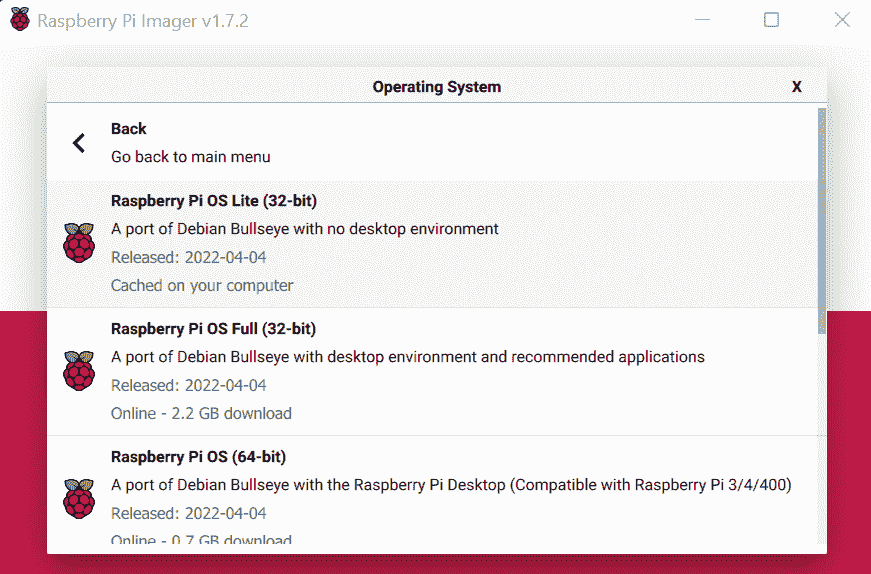 Raspberry Pi Imager v1.7.2
Operating System
X
Back
Go back to main menu
Raspberry Pi OS Lite (32-bit)
A port of Debian Bullseye with no desktop environment
Released: 2022-04-04
Cached on your computer
Raspberry Pi OS Full (32-bit)
A port of Debian Bullseye with desktop environment and recommended applications
Released: 2022-04-04
Online - 2.2 GB download
Raspberry Pi OS (64-bit)
A port of Debian Bullseye with the Raspberry Pi Desktop (Compatible with Raspberry Pi 3/4/400)
Released: 2022-04-04
Online - 0.7 GB download